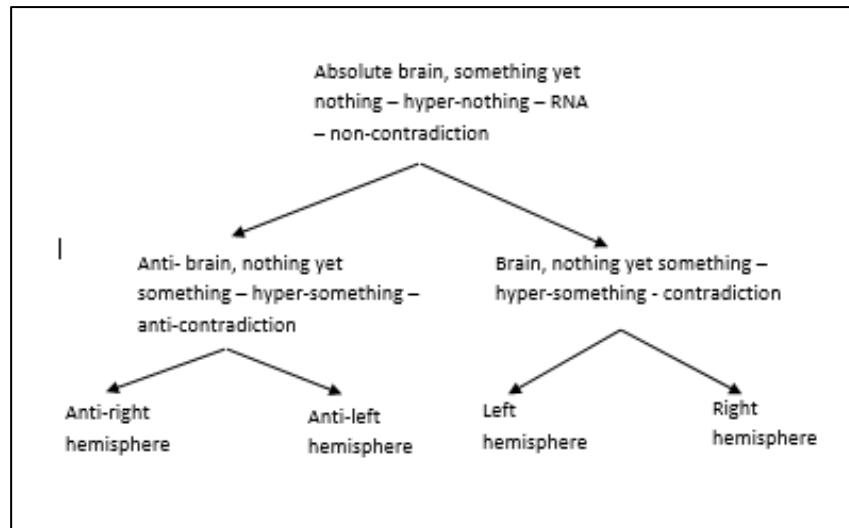 Absolute brain, something yet
nothing – hyper-nothing – RNA
– non-contradiction
Anti- brain, nothing yet
something – hyper-something –
anti-contradiction
Brain, nothing yet something –
hyper-something - contradiction
Anti-right
hemisphere
Anti-left
hemisphere
Left
hemisphere
Right
hemisphere